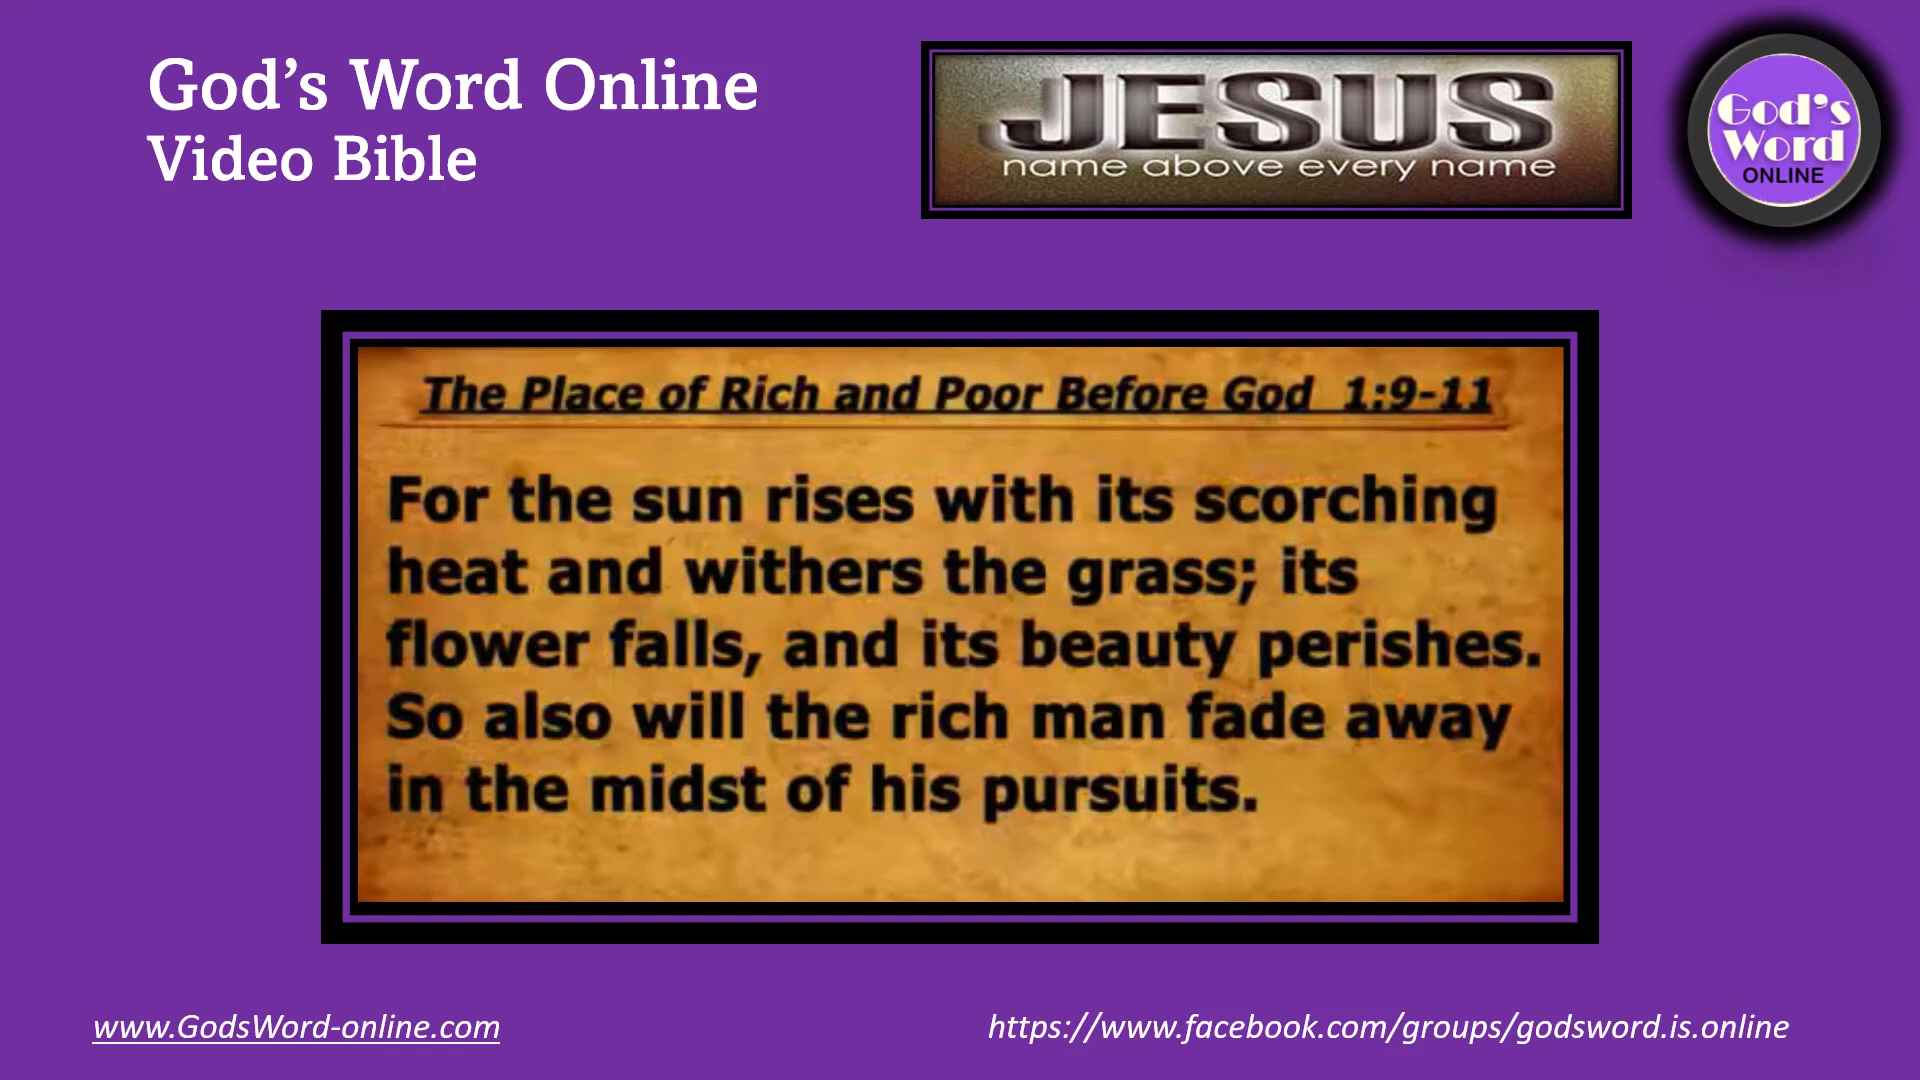 God’s Word Online
Video Bible
JESUS
name above every name
God’s
Word
ONLINE
The Place of Rich and Poor Before God 1:9-11
For the sun rises with its scorching
heat and withers the grass; its
flower falls, and its beauty perishes.
So also will the rich man fade away
in the midst of his pursuits.
www.GodsWord-online.com
https://www.facebook.com/groups/godsword.is.online